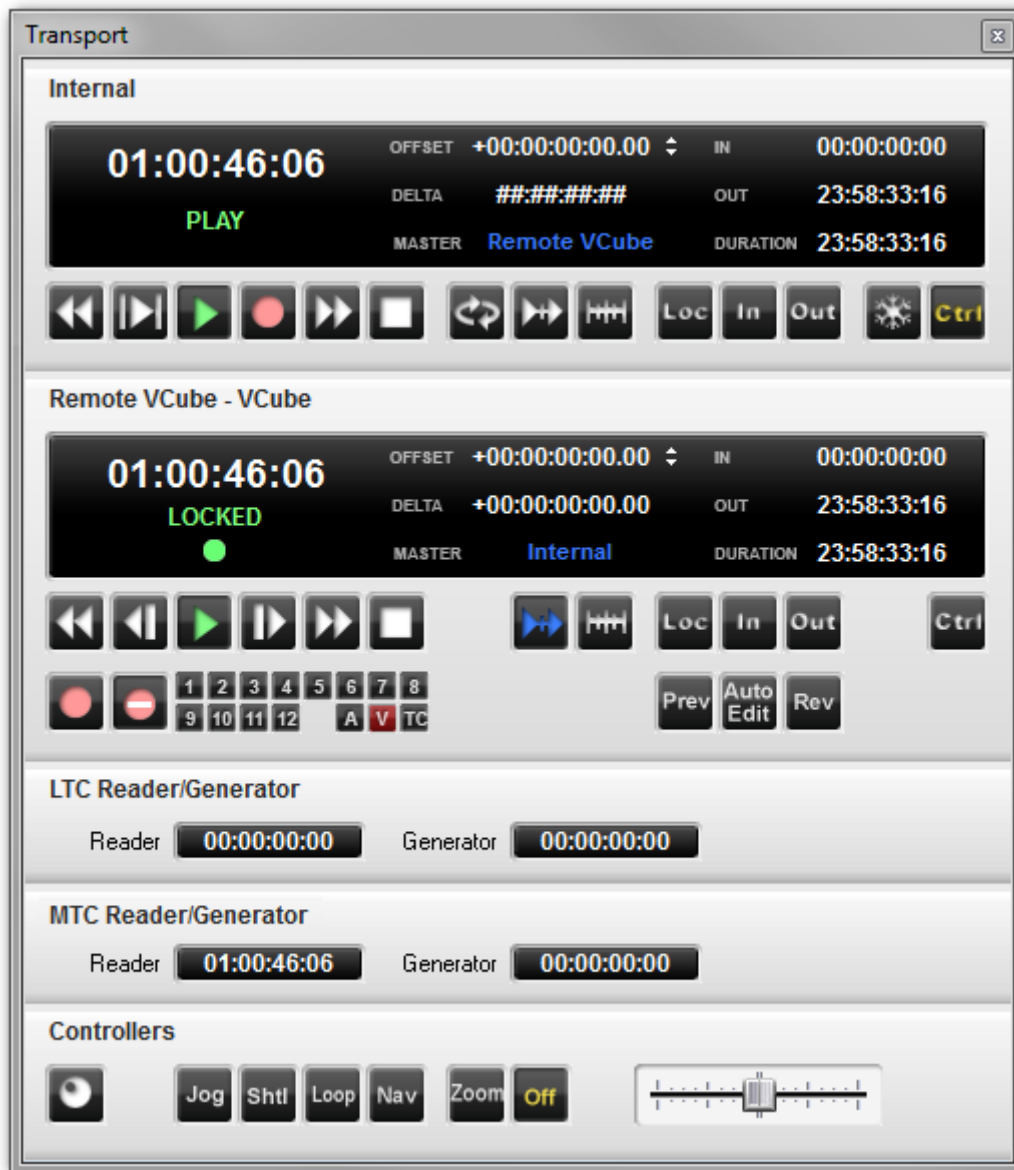 Transport
Internal
01:00:46:06 OFFSET +00:00:00:00.00 IN 00:00:00:00
PLAY DELTA ##:##:##:## OUT 23:58:33:16
MASTER Remote VCube DURATION 23:58:33:16
Loc In Out Ctrl
Remote VCube - VCube
01:00:46:06 OFFSET +00:00:00:00.00 IN 00:00:00:00
LOCKED DELTA +00:00:00:00.00 OUT 23:58:33:16
MASTER Internal DURATION 23:58:33:16
Loc In Out Ctrl
1 2 3 4 5 6 7 8
9 10 11 12 A V TC
Prev Auto Edit Rev
LTC Reader/Generator
Reader 00:00:00:00 Generator 00:00:00:00
MTC Reader/Generator
Reader 01:00:46:06 Generator 00:00:00:00
Controllers
Jog Shtl Loop Nav Zoom Off